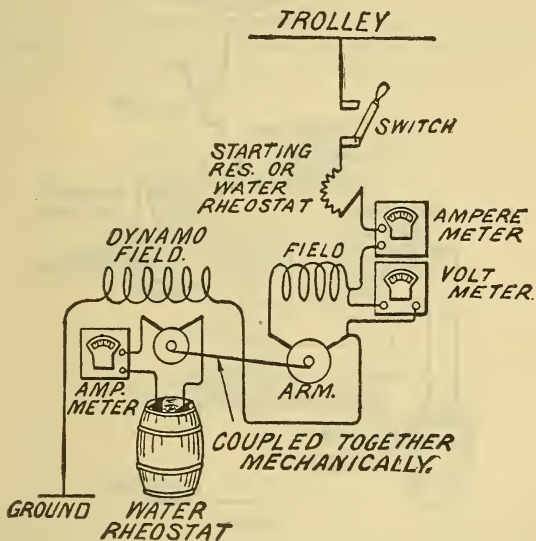 TROLLEY
SWITCH
STARTING
RES. OR
WATER
RHEOSTAT
AMPERE
METER
DYNAMO
FIELD.
FIELD
VOLT
METER.
AMP.
METER
ARM.
COUPLED TOGETHER
MECHANICALLY.
GROUND
WATER
RHEOSTAT